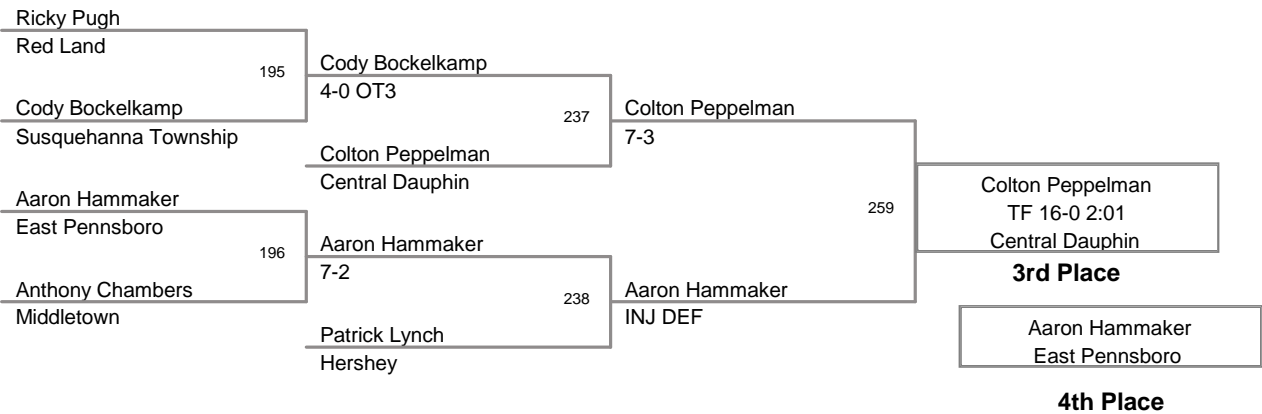 Ricky Pugh
Red Land
195
Cody Bockelkamp
4-0 OT3
Cody Bockelkamp
Susquehanna Township
237
Colton Peppelman
7-3
Colton Peppelman
Central Dauphin
Aaron Hammaker
East Pennsboro
196
Aaron Hammaker
7-2
Anthony Chambers
Middletown
238
Aaron Hammaker
INJ DEF
Patrick Lynch
Hershey
259
Colton Peppelman
TF 16-0 2:01
Central Dauphin
3rd Place
Aaron Hammaker
East Pennsboro
4th Place